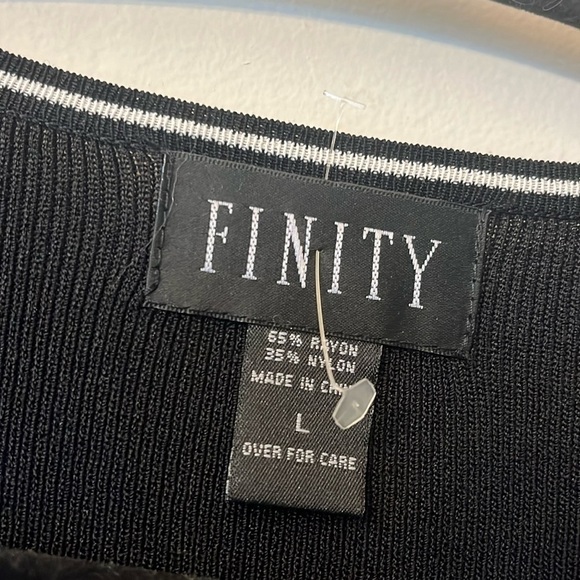 FINITY
65% RAYON
35% NYLON
MADE IN CHINA
L
OVER FOR CARE